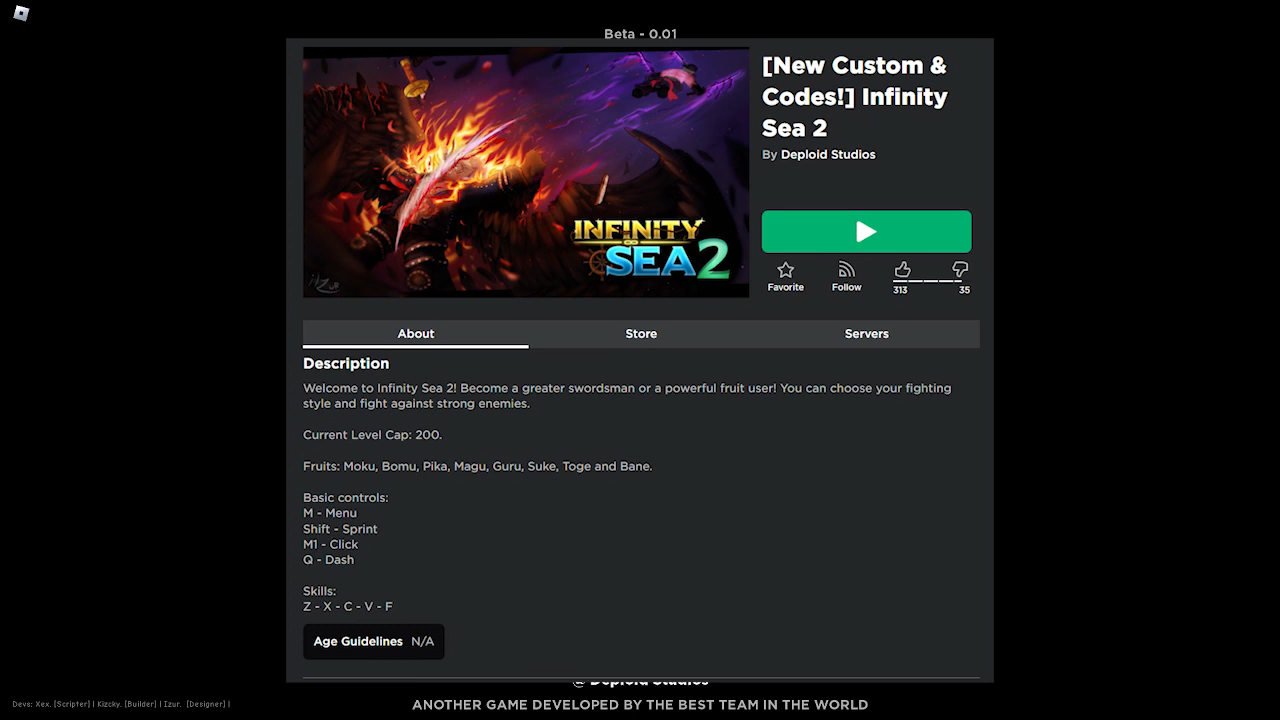 Beta - 0.01
[New Custom &
Codes!] Infinity
Sea 2
By Deploid Studios
INFINITY
SEA 2
Favorite
Follow
313
35
About
Store
Servers
Description
Welcome to Infinity Sea 2! Become a greater swordsman or a powerful fruit user! You can choose your fighting
style and fight against strong enemies.
Current Level Cap: 200.
Fruits: Moku, Bomu, Pika, Magu, Guru, Suke, Toge and Bane.
Basic controls:
M - Menu
Shift - Sprint
M1 - Click
Q - Dash
Skills:
Z - X - C - V - F
Age Guidelines N/A
@ Deploid Studios
Devs: Xex. [Scripter] | Kizcky. [Builder] | Izur. [Designer] |
ANOTHER GAME DEVELOPED BY THE BEST TEAM IN THE WORLD